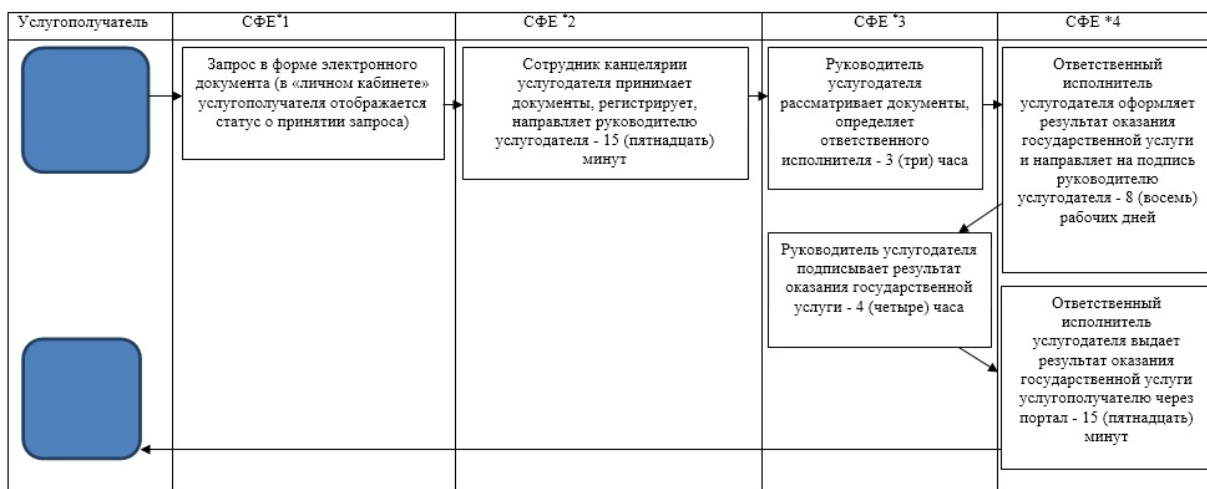 Услугополучатель
СФЕ*1
СФЕ *2
СФЕ *3
СФЕ *4
Запрос в форме электронного
документа (в «личном кабинете»
услугополучателя отображается
статус о принятии запроса)
Сотрудник канцелярии
услугодателя принимает
документы, регистрирует,
направляет руководителю
услугодателя - 15 (пятнадцать)
минут
Руководитель
услугодателя
рассматривает документы,
определяет
ответственного
исполнителя - 3 (три) часа
Ответственный
исполнитель
услугодателя оформляет
результат оказания
государственной услуги
и направляет на подпись
руководителю
услугодателя - 8 (восемь)
рабочих дней
Руководитель услугодателя
подписывает результат
оказания государственной
услуги - 4 (четыре) часа
Ответственный
исполнитель
услугодателя выдает
результат оказания
государственной услуги
услугополучателю через
портал - 15 (пятнадцать)
минут